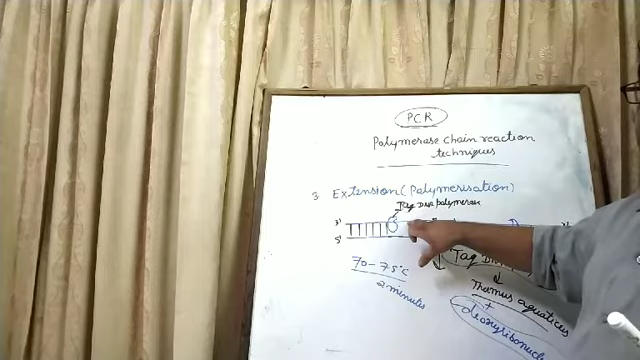 PCR
Polymerase chain reaction
techniques
3 Extension (Polymerisation)
Taq DNA polymerase
3'
5'
70-75°C
2 minutes
Taq
Thermus aquaticus
+
deoxyribonuc